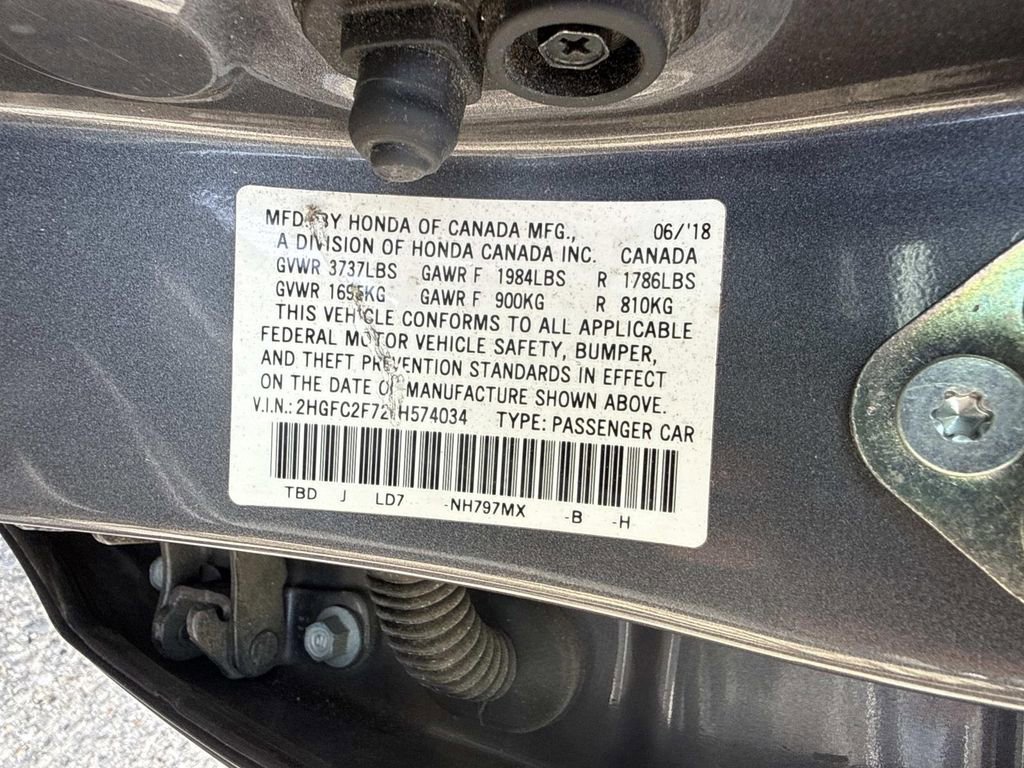 MFD. BY HONDA OF CANADA MFG., 06/'18
A DIVISION OF HONDA CANADA INC. CANADA
GVWR 3737LBS GAWR F 1984LBS R 1786LBS
GVWR 1695KG GAWR F 900KG R 810KG
THIS VEHICLE CONFORMS TO ALL APPLICABLE
FEDERAL MOTOR VEHICLE SAFETY, BUMPER,
AND THEFT PREVENTION STANDARDS IN EFFECT
ON THE DATE OF MANUFACTURE SHOWN ABOVE.
V.I.N.: TYPE: PASSENGER CAR
TBD J LD7 -NH797MX -B -H